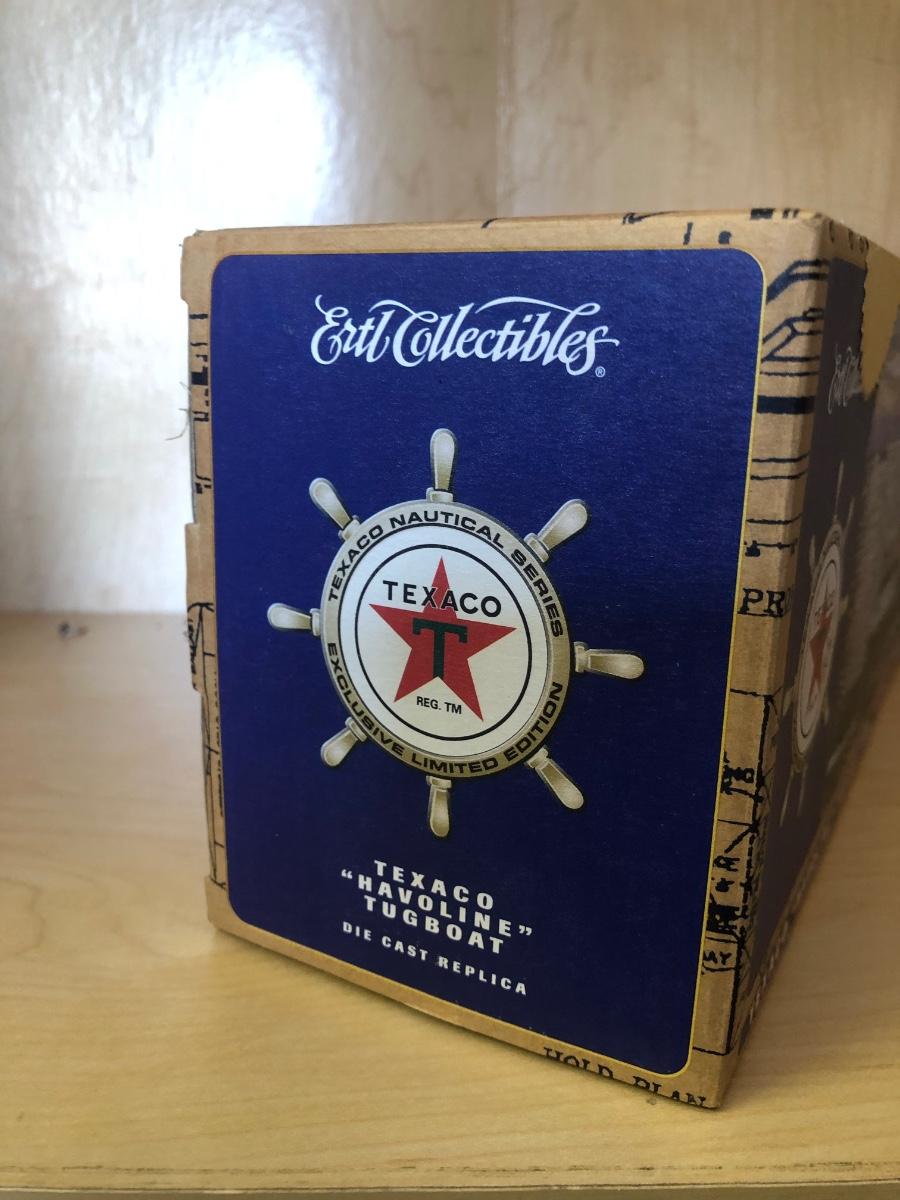 Ertl Collectibles®
TEXACO NAUTICAL SERIES
TEXACO
T
REG. TM
EXCLUSIVE LIMITED EDITION
TEXACO
“HAVOLINE”
TUGBOAT
DIE CAST REPLICA
HOLD PLAN